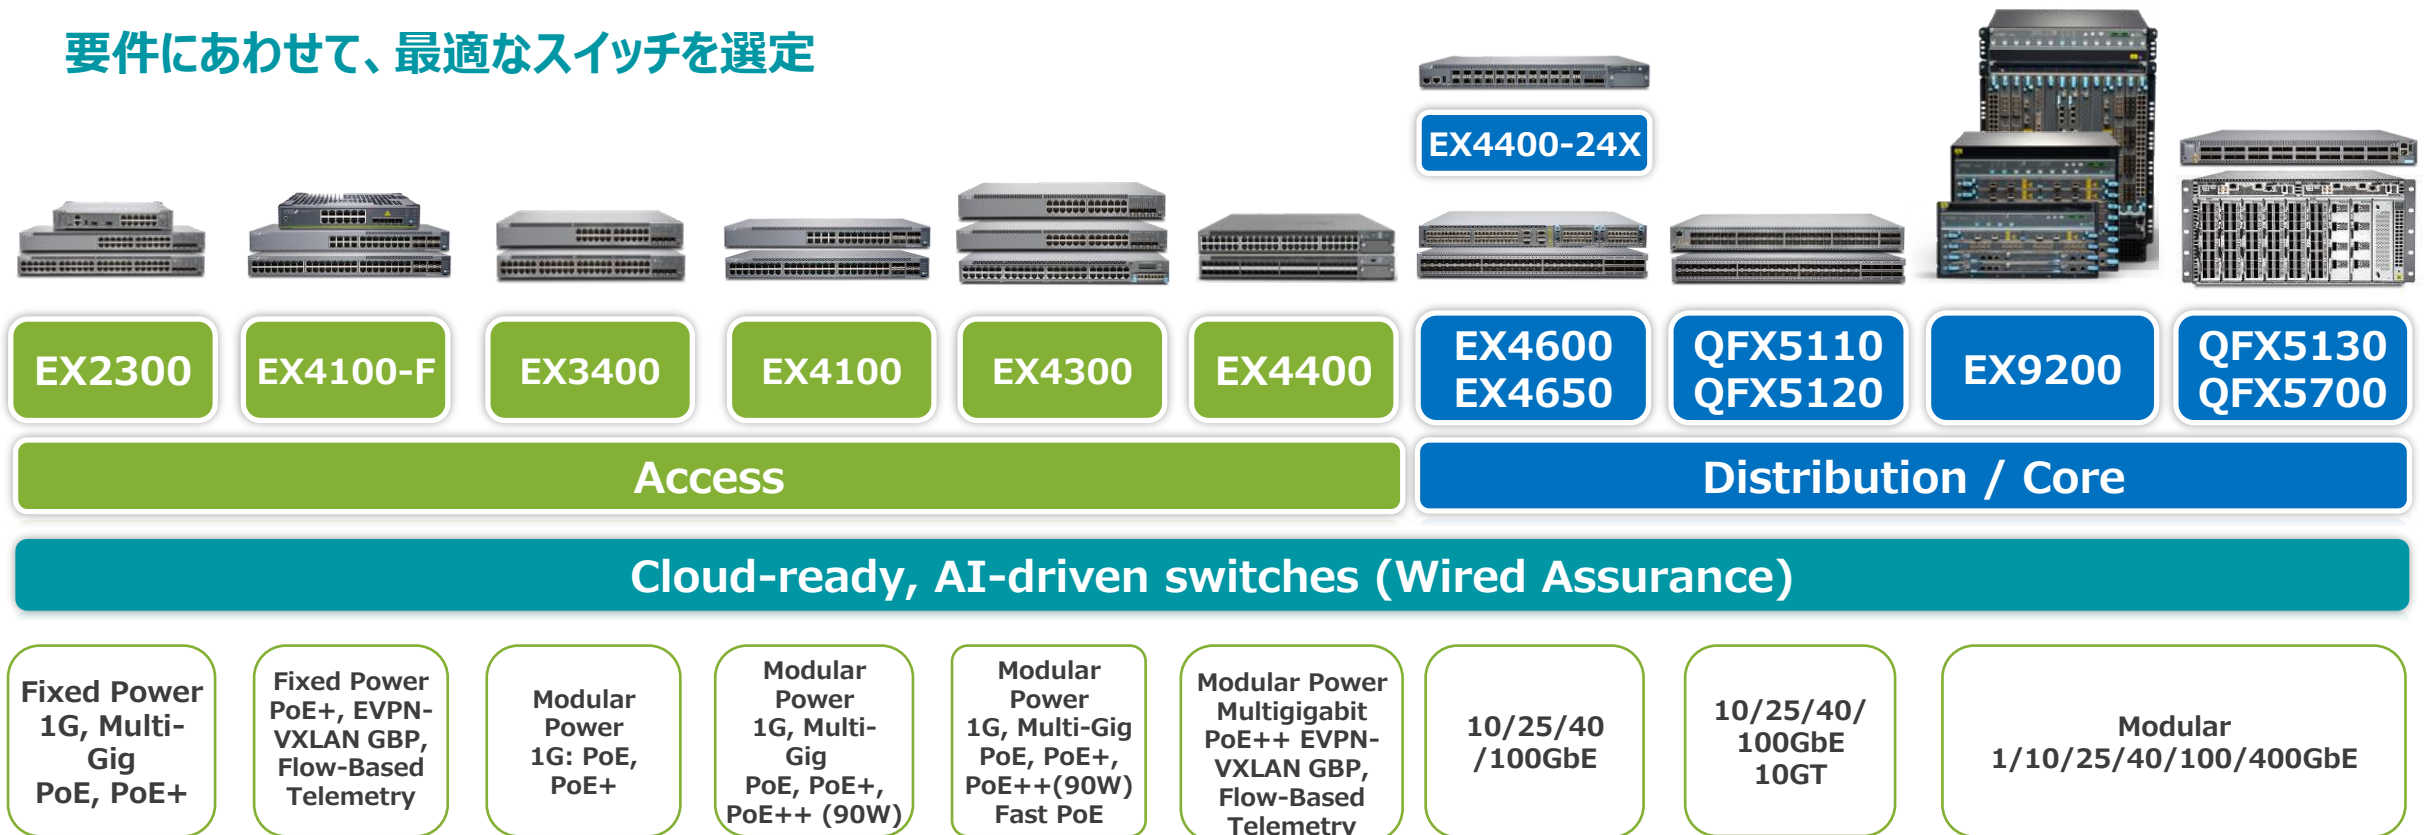 要件にあわせて、最適なスイッチを選定
EX4400-24X
EX2300
EX4100-F
EX3400
EX4100
EX4300
EX4400
EX4600
EX4650
QFX5110
QFX5120
EX9200
QFX5130
QFX5700
Access
Distribution / Core
Cloud-ready, AI-driven switches (Wired Assurance)
Fixed Power
1G, Multi-
Gig
PoE, PoE+
Fixed Power
PoE+, EVPN-
VXLAN GBP,
Flow-Based
Telemetry
Modular
Power
1G: PoE,
PoE+
Modular
Power
1G, Multi-
Gig
PoE, PoE+,
PoE++ (90W)
Modular
Power
1G, Multi-Gig
PoE, PoE+,
PoE++(90W)
Fast PoE
Modular Power
Multigigabit
PoE++ EVPN-
VXLAN GBP,
Flow-Based
Telemetry
10/25/40
/100GbE
10/25/40/
100GbE
10GT
Modular
1/10/25/40/100/400GbE